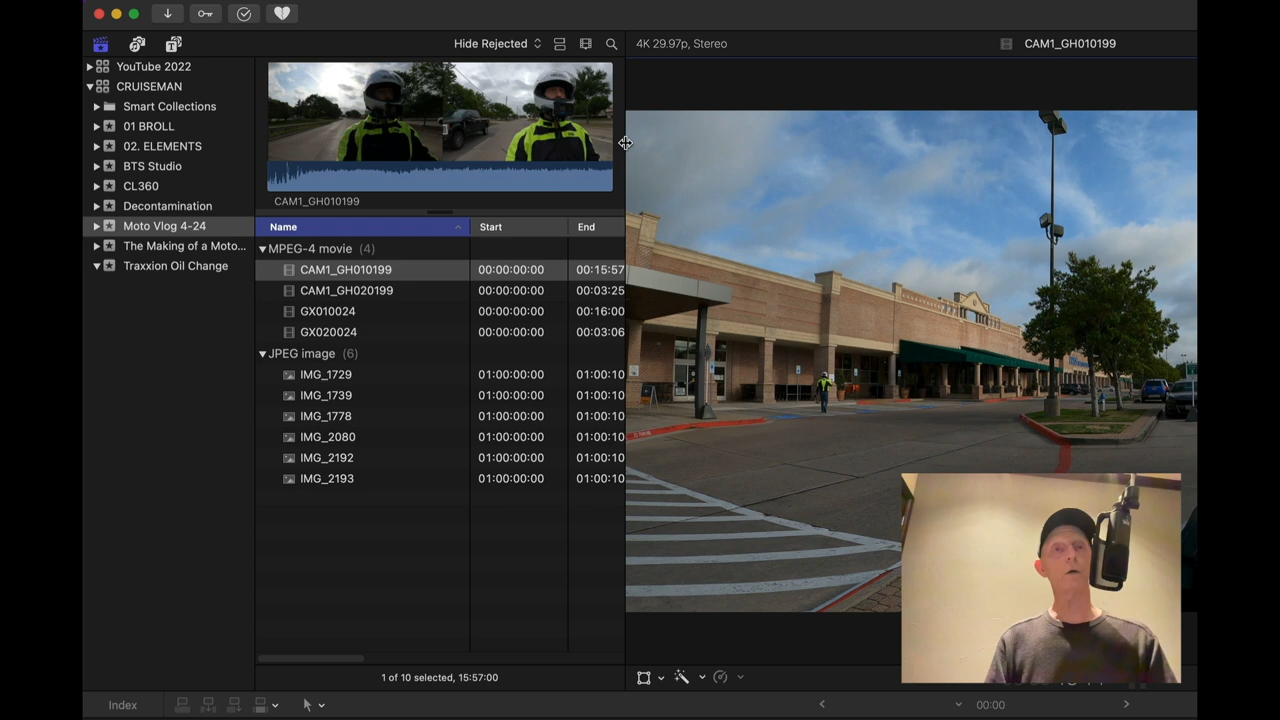 Hide Rejected
4K 29.97p, Stereo
CAM1_GH010199
YouTube 2022
CRUISEMAN
Smart Collections
01 BROLL
02. ELEMENTS
BTS Studio
CL360
Decontamination
Moto Vlog 4-24
The Making of a Moto...
Traxxion Oil Change
CAM1_GH010199
Name Start End
MPEG-4 movie (4)
CAM1_GH010199 00:00:00:00 00:15:57
CAM1_GH020199 00:00:00:00 00:03:25
GX010024 00:00:00:00 00:16:00
GX020024 00:00:00:00 00:03:06
JPEG image (6)
IMG_1729 01:00:00:00 01:00:10
IMG_1739 01:00:00:00 01:00:10
IMG_1778 01:00:00:00 01:00:10
IMG_2080 01:00:00:00 01:00:10
IMG_2192 01:00:00:00 01:00:10
IMG_2193 01:00:00:00 01:00:10
1 of 10 selected, 15:57:00
Index
00:00